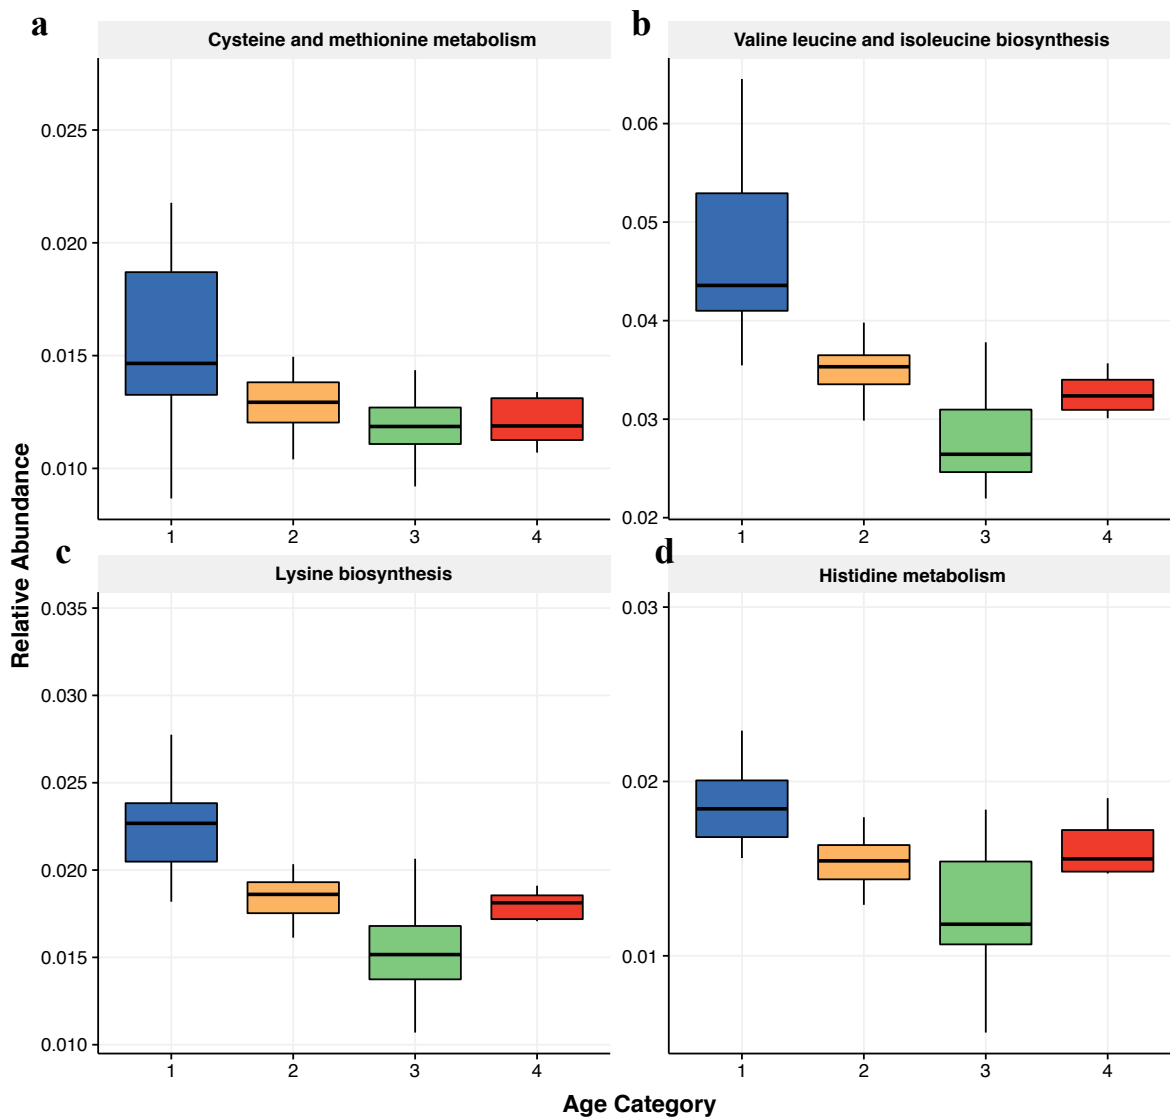 a
Cysteine and methionine metabolism
0.025
0.020
0.015
0.010
1 2 3 4
b
Valine leucine and isoleucine biosynthesis
0.06
0.05
0.04
0.03
0.02
1 2 3 4
c
Lysine biosynthesis
0.035
0.030
0.025
0.020
0.015
0.010
1 2 3 4
d
Histidine metabolism
0.03
0.02
0.01
1 2 3 4
Relative Abundance
Age Category